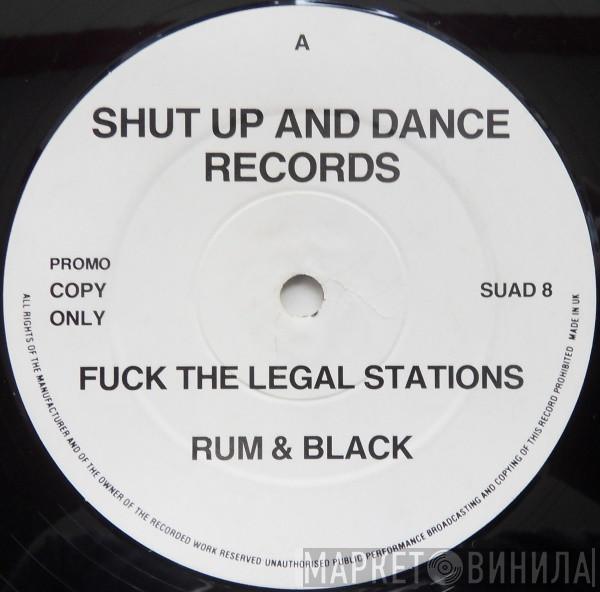 A
SHUT UP AND DANCE
RECORDS
PROMO
COPY
ONLY
SUAD 8
FUCK THE LEGAL STATIONS
RUM & BLACK
ALL RIGHTS OF THE MANUFACTURER AND OF THE OWNER OF THE RECORDED WORK RESERVED UNAUTHORISED PUBLIC PERFORMANCE BROADCASTING AND COPYING OF THIS RECORD PROHIBITED MADE IN UK
МАРКЕТ ВИНИЛА